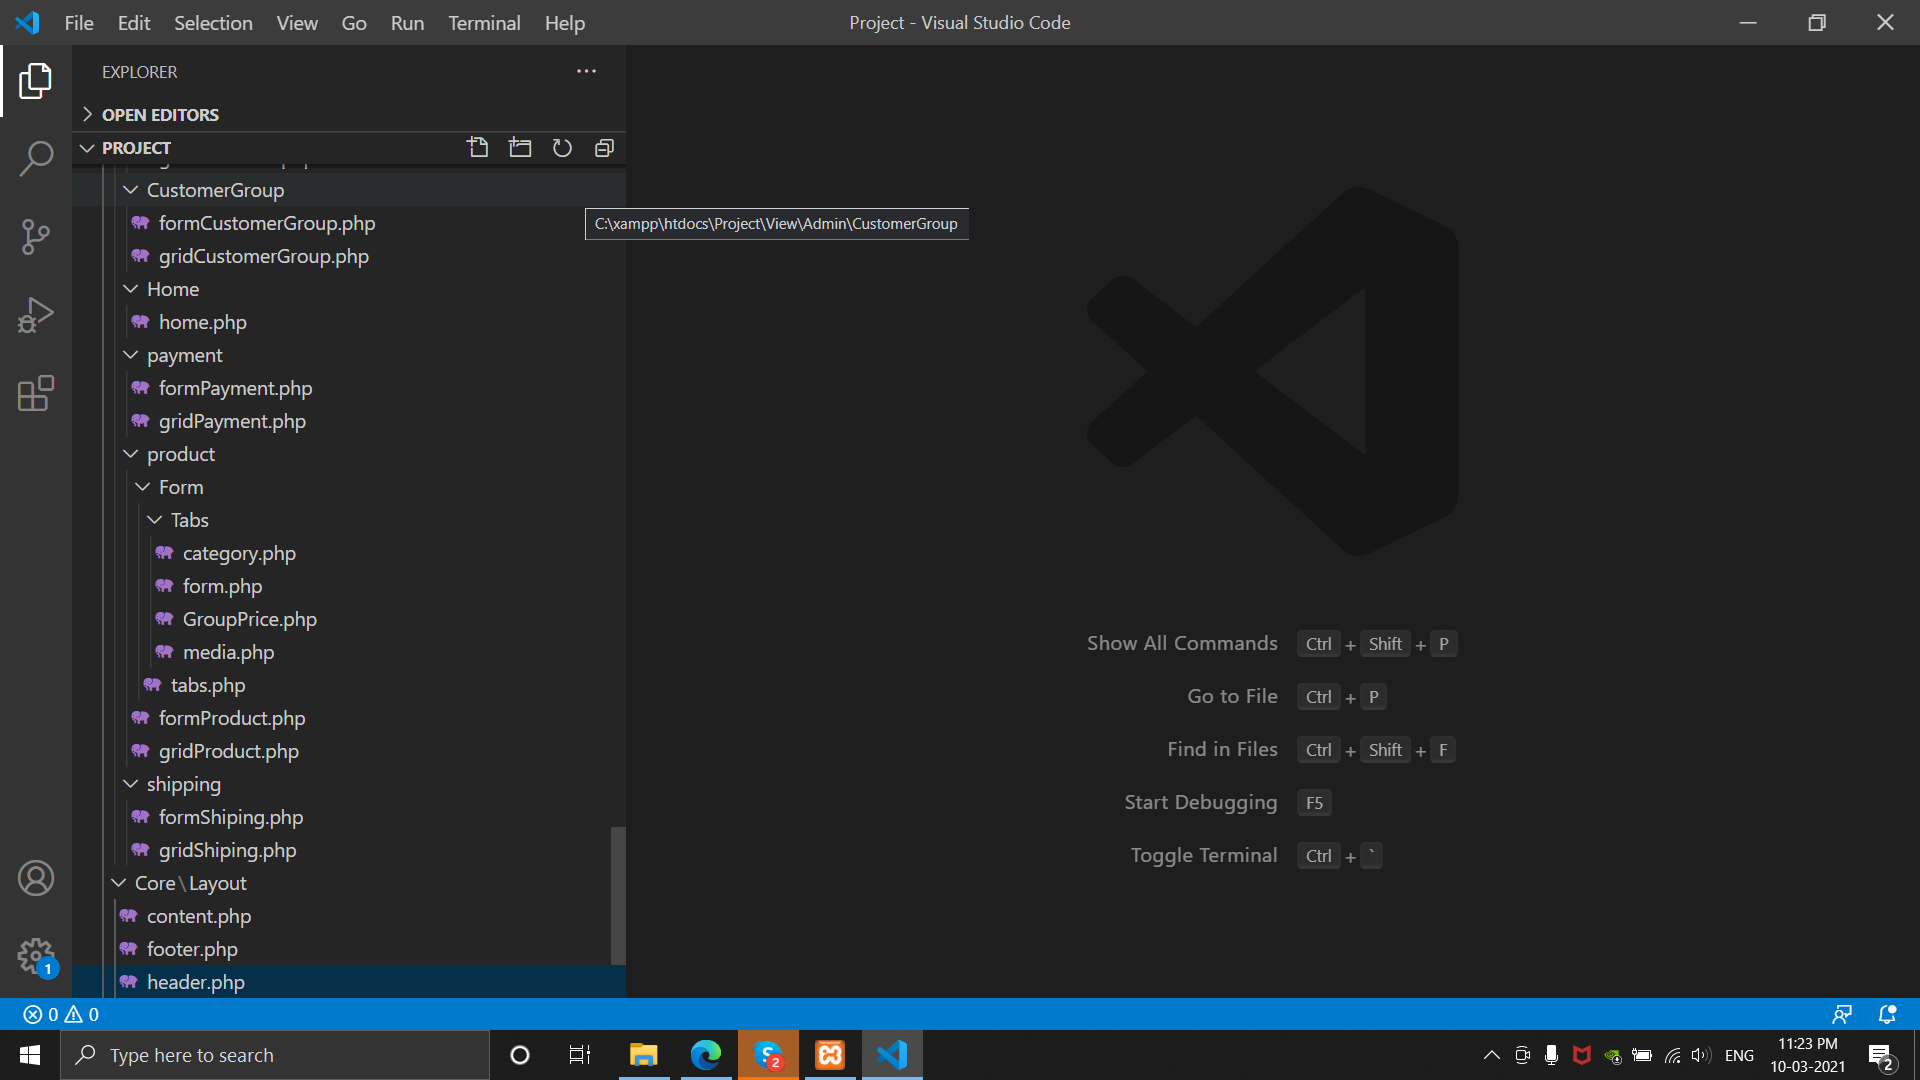 File Edit Selection View Go Run Terminal Help
Project - Visual Studio Code
EXPLORER
OPEN EDITORS
PROJECT
CustomerGroup
formCustomerGroup.php
C:\xampp\htdocs\Project\View\Admin\CustomerGroup
gridCustomerGroup.php
Home
home.php
payment
formPayment.php
gridPayment.php
product
Form
Tabs
category.php
form.php
GroupPrice.php
media.php
tabs.php
formProduct.php
gridProduct.php
shipping
formShiping.php
gridShiping.php
Core\Layout
content.php
footer.php
header.php
Show All Commands Ctrl + Shift + P
Go to File Ctrl + P
Find in Files Ctrl + Shift + F
Start Debugging F5
Toggle Terminal Ctrl + `
1
0 0
Type here to search
2
ENG
11:23 PM
10-03-2021
2